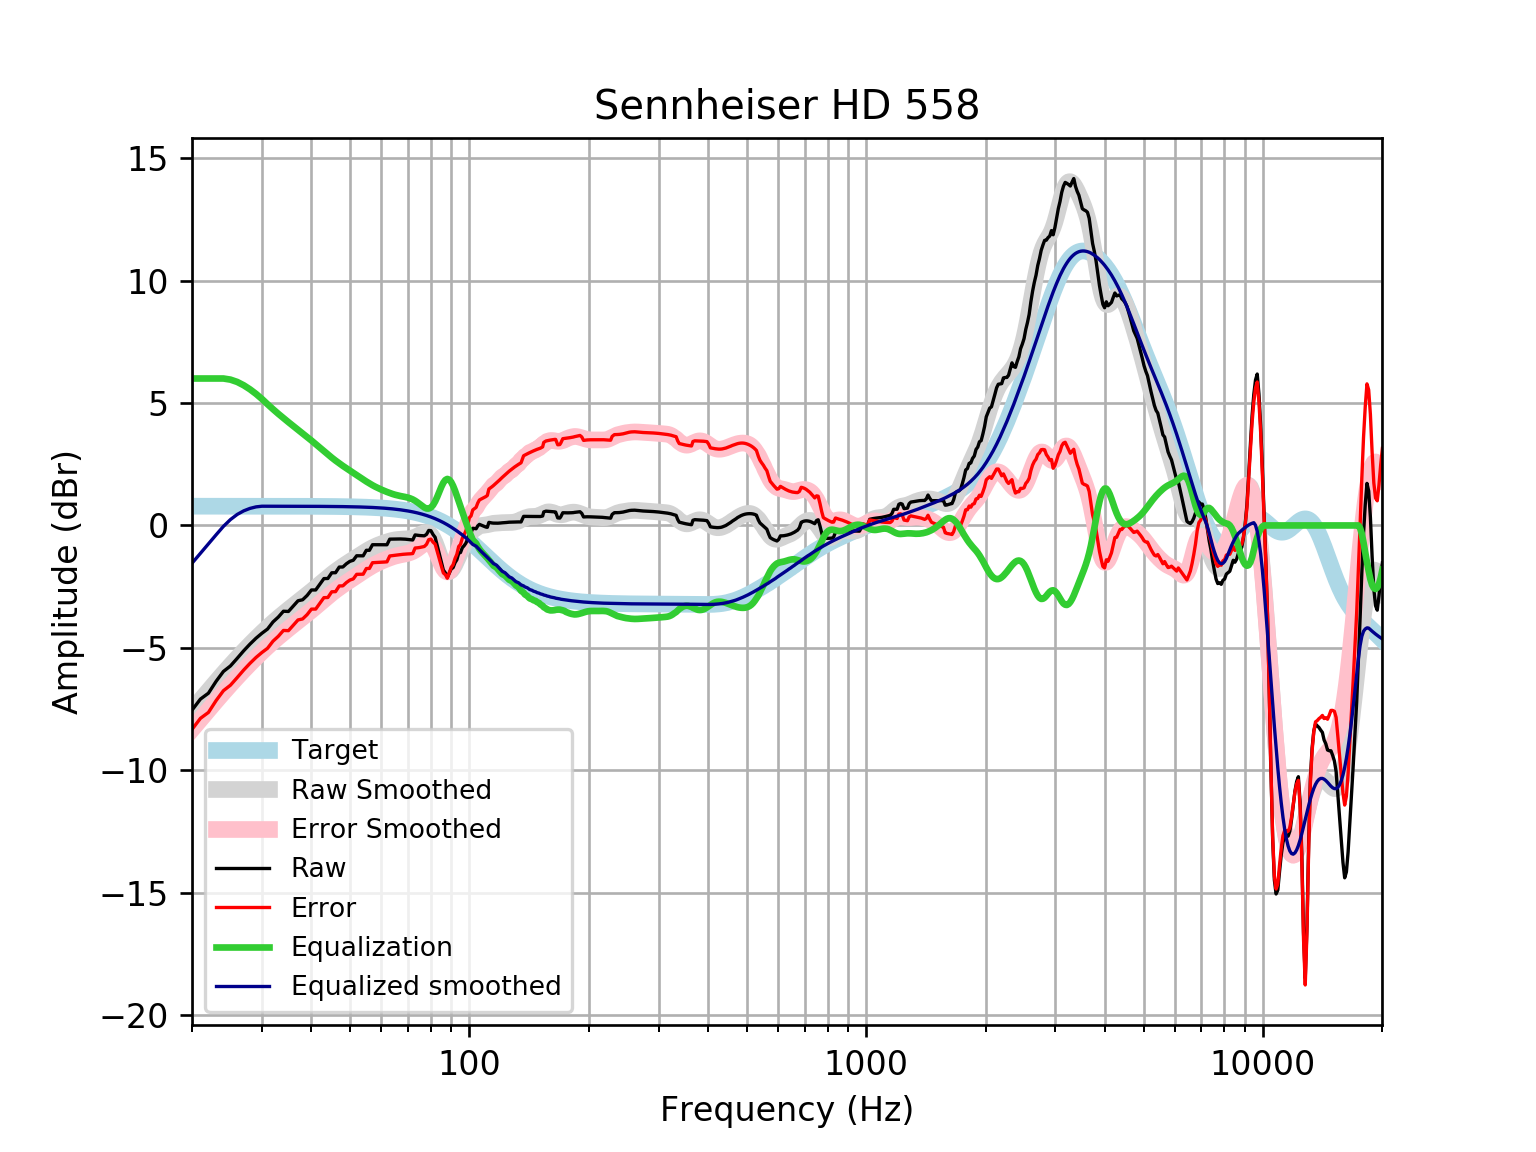 Sennheiser HD 558
15
10
5
0
−5
−10
−15
−20
Amplitude (dBr)
Target
Raw Smoothed
Error Smoothed
Raw
Error
Equalization
Equalized smoothed
100
1000
10000
Frequency (Hz)